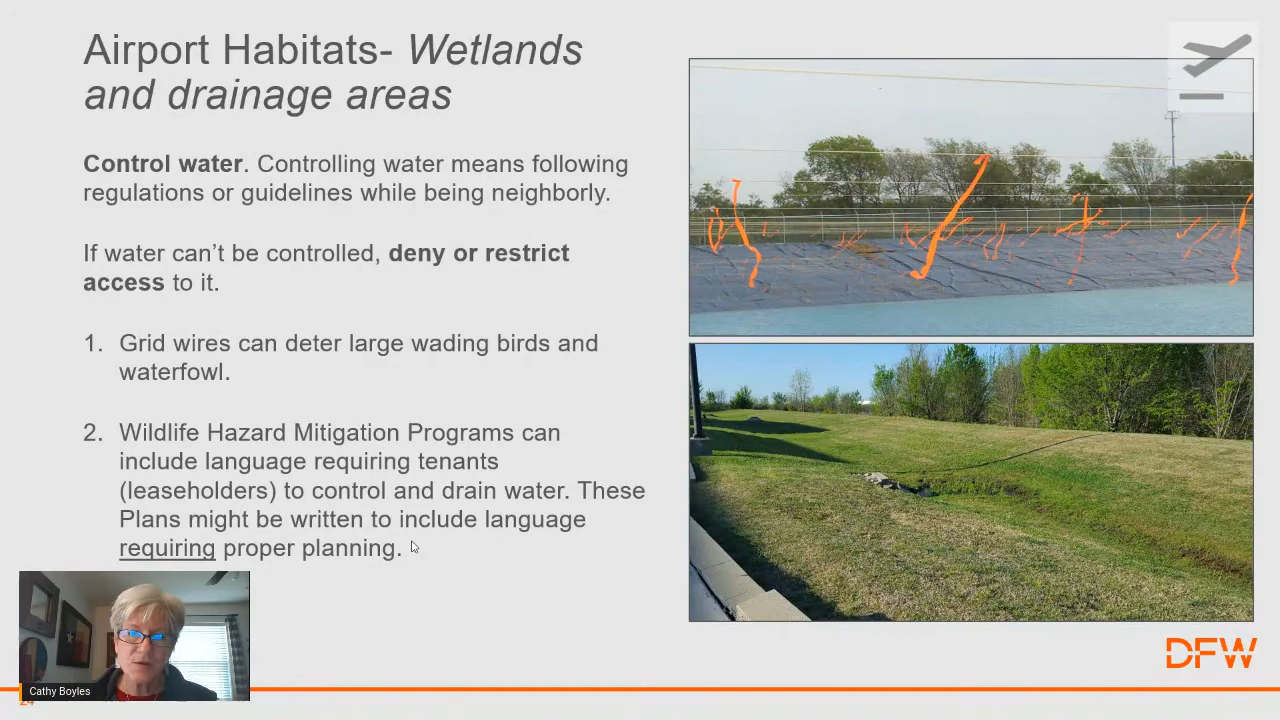 Airport Habitats- Wetlands
and drainage areas
Control water. Controlling water means following
regulations or guidelines while being neighborly.
If water can’t be controlled, deny or restrict
access to it.
1. Grid wires can deter large wading birds and
waterfowl.
2. Wildlife Hazard Mitigation Programs can
include language requiring tenants
(leaseholders) to control and drain water. These
Plans might be written to include language
requiring proper planning.
Cathy Boyles
DFW
24